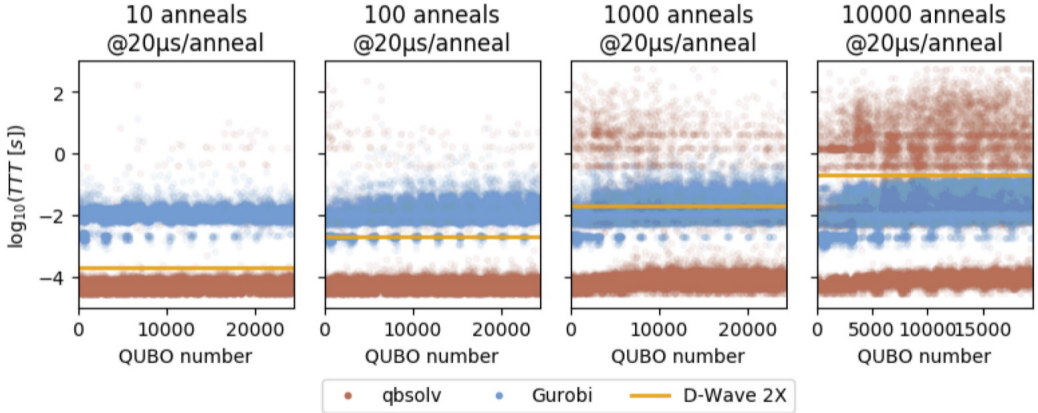 10 anneals
@20µs/anneal
100 anneals
@20µs/anneal
1000 anneals
@20µs/anneal
10000 anneals
@20µs/anneal
log₁₀(TTT [s])
2
0
−2
−4
0 10000 20000
0 10000 20000
0 10000 20000
0 5000 10000 15000
QUBO number
QUBO number
QUBO number
QUBO number
qbsolv Gurobi D-Wave 2X